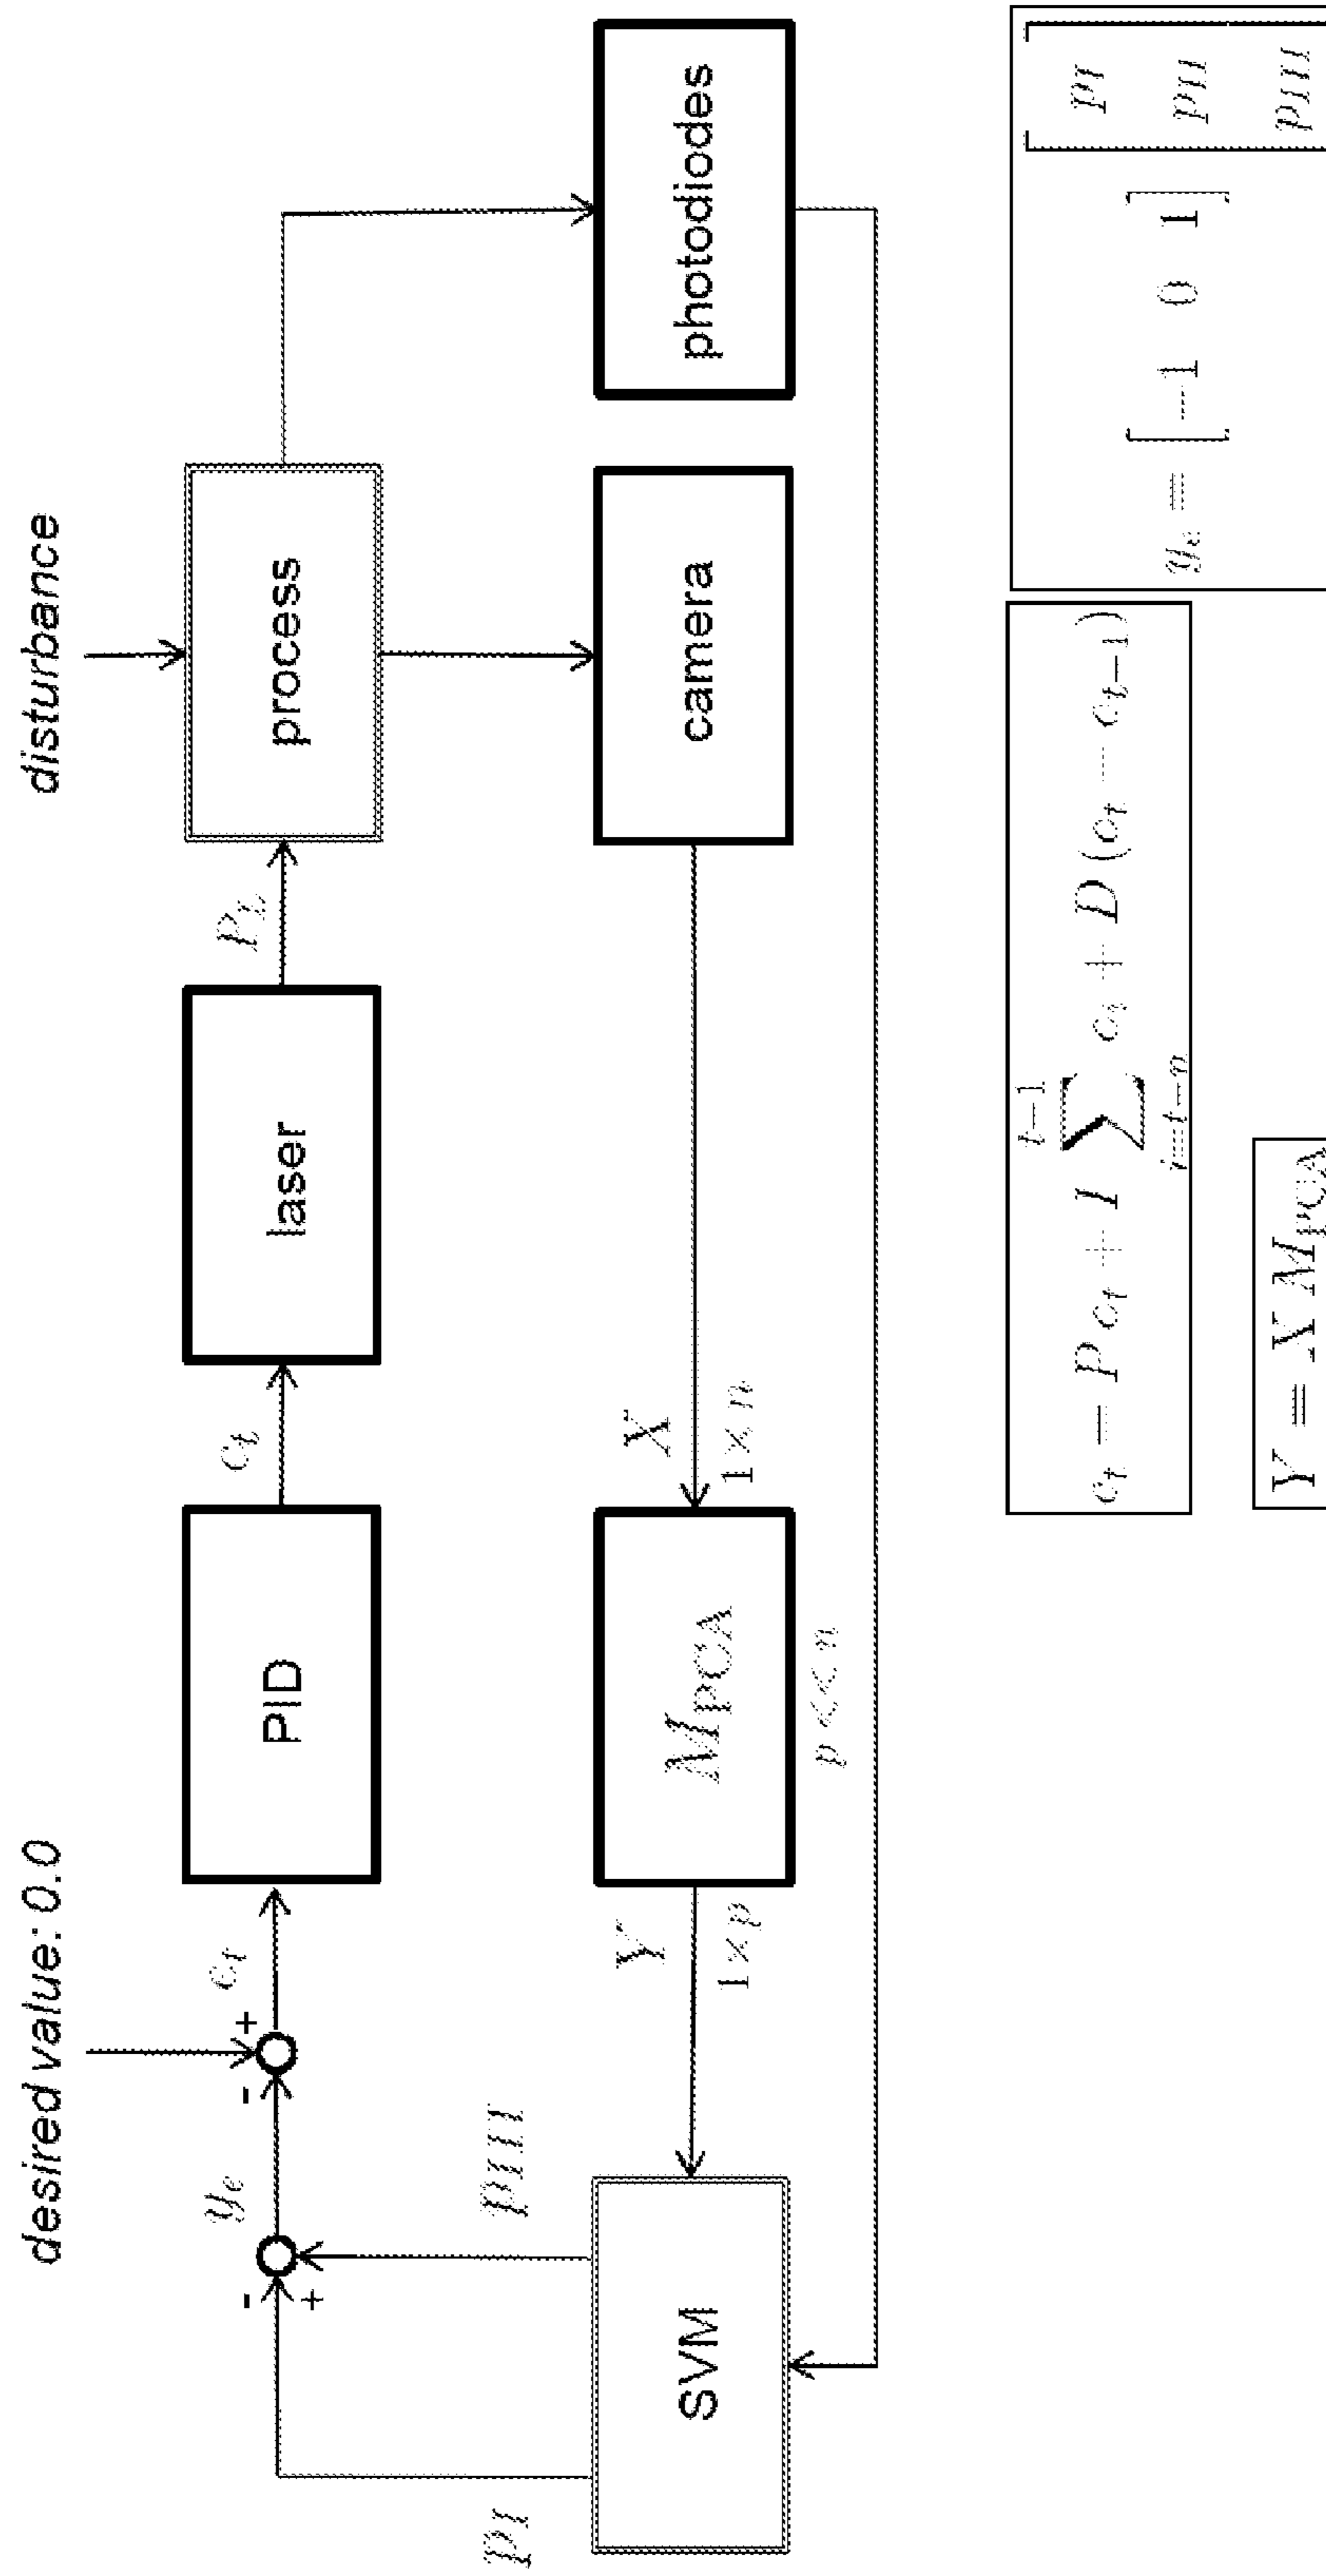 desired value: 0.0
disturbance
p_I
p_III
y_e
-
+
-
+
e_t
PID
c_t
laser
P_L
process
SVM
Y
1×p
M_PCA
p << n
X
1×n
camera
photodiodes
c_t = P e_t + I ∑_{i=t-n}^{t-1} e_i + D (e_t − e_{t−1})
y_e = [ −1 0 1 ] [ p_I
p_II
p_III ]
Y = X M_PCA